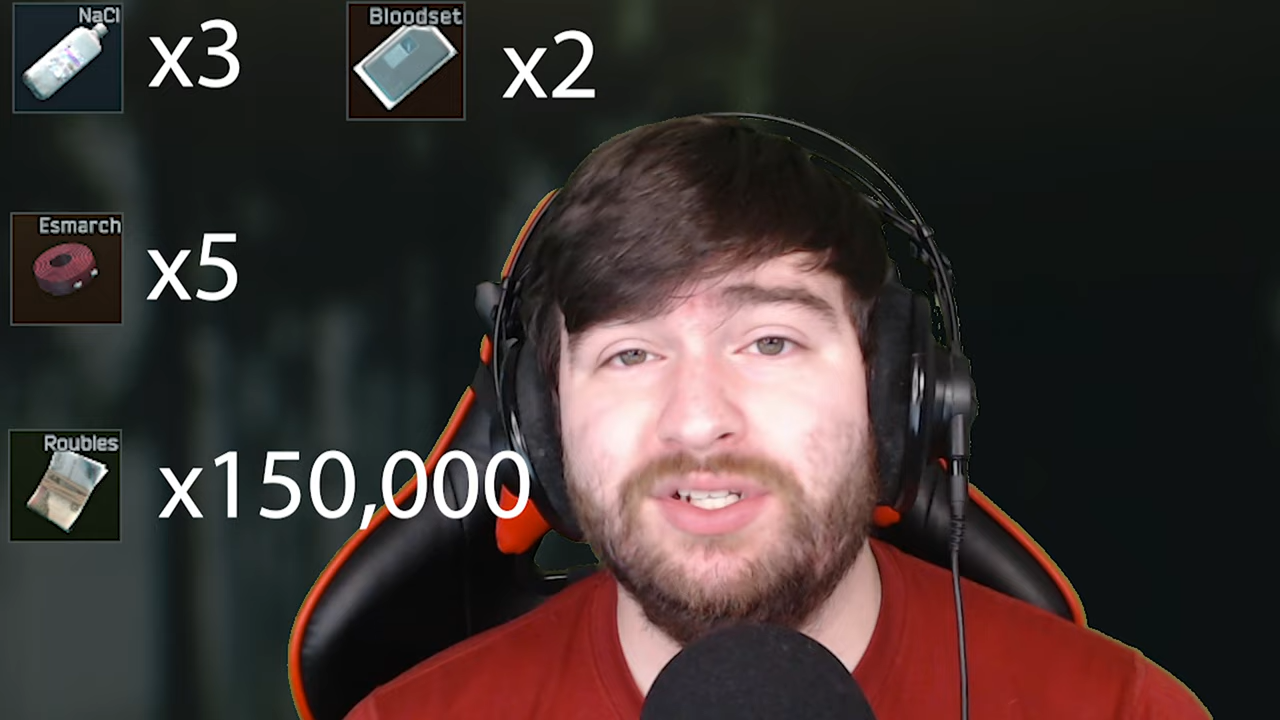 NaCl
x3
Bloodset
x2
Esmarch
x5
Roubles
x150,000